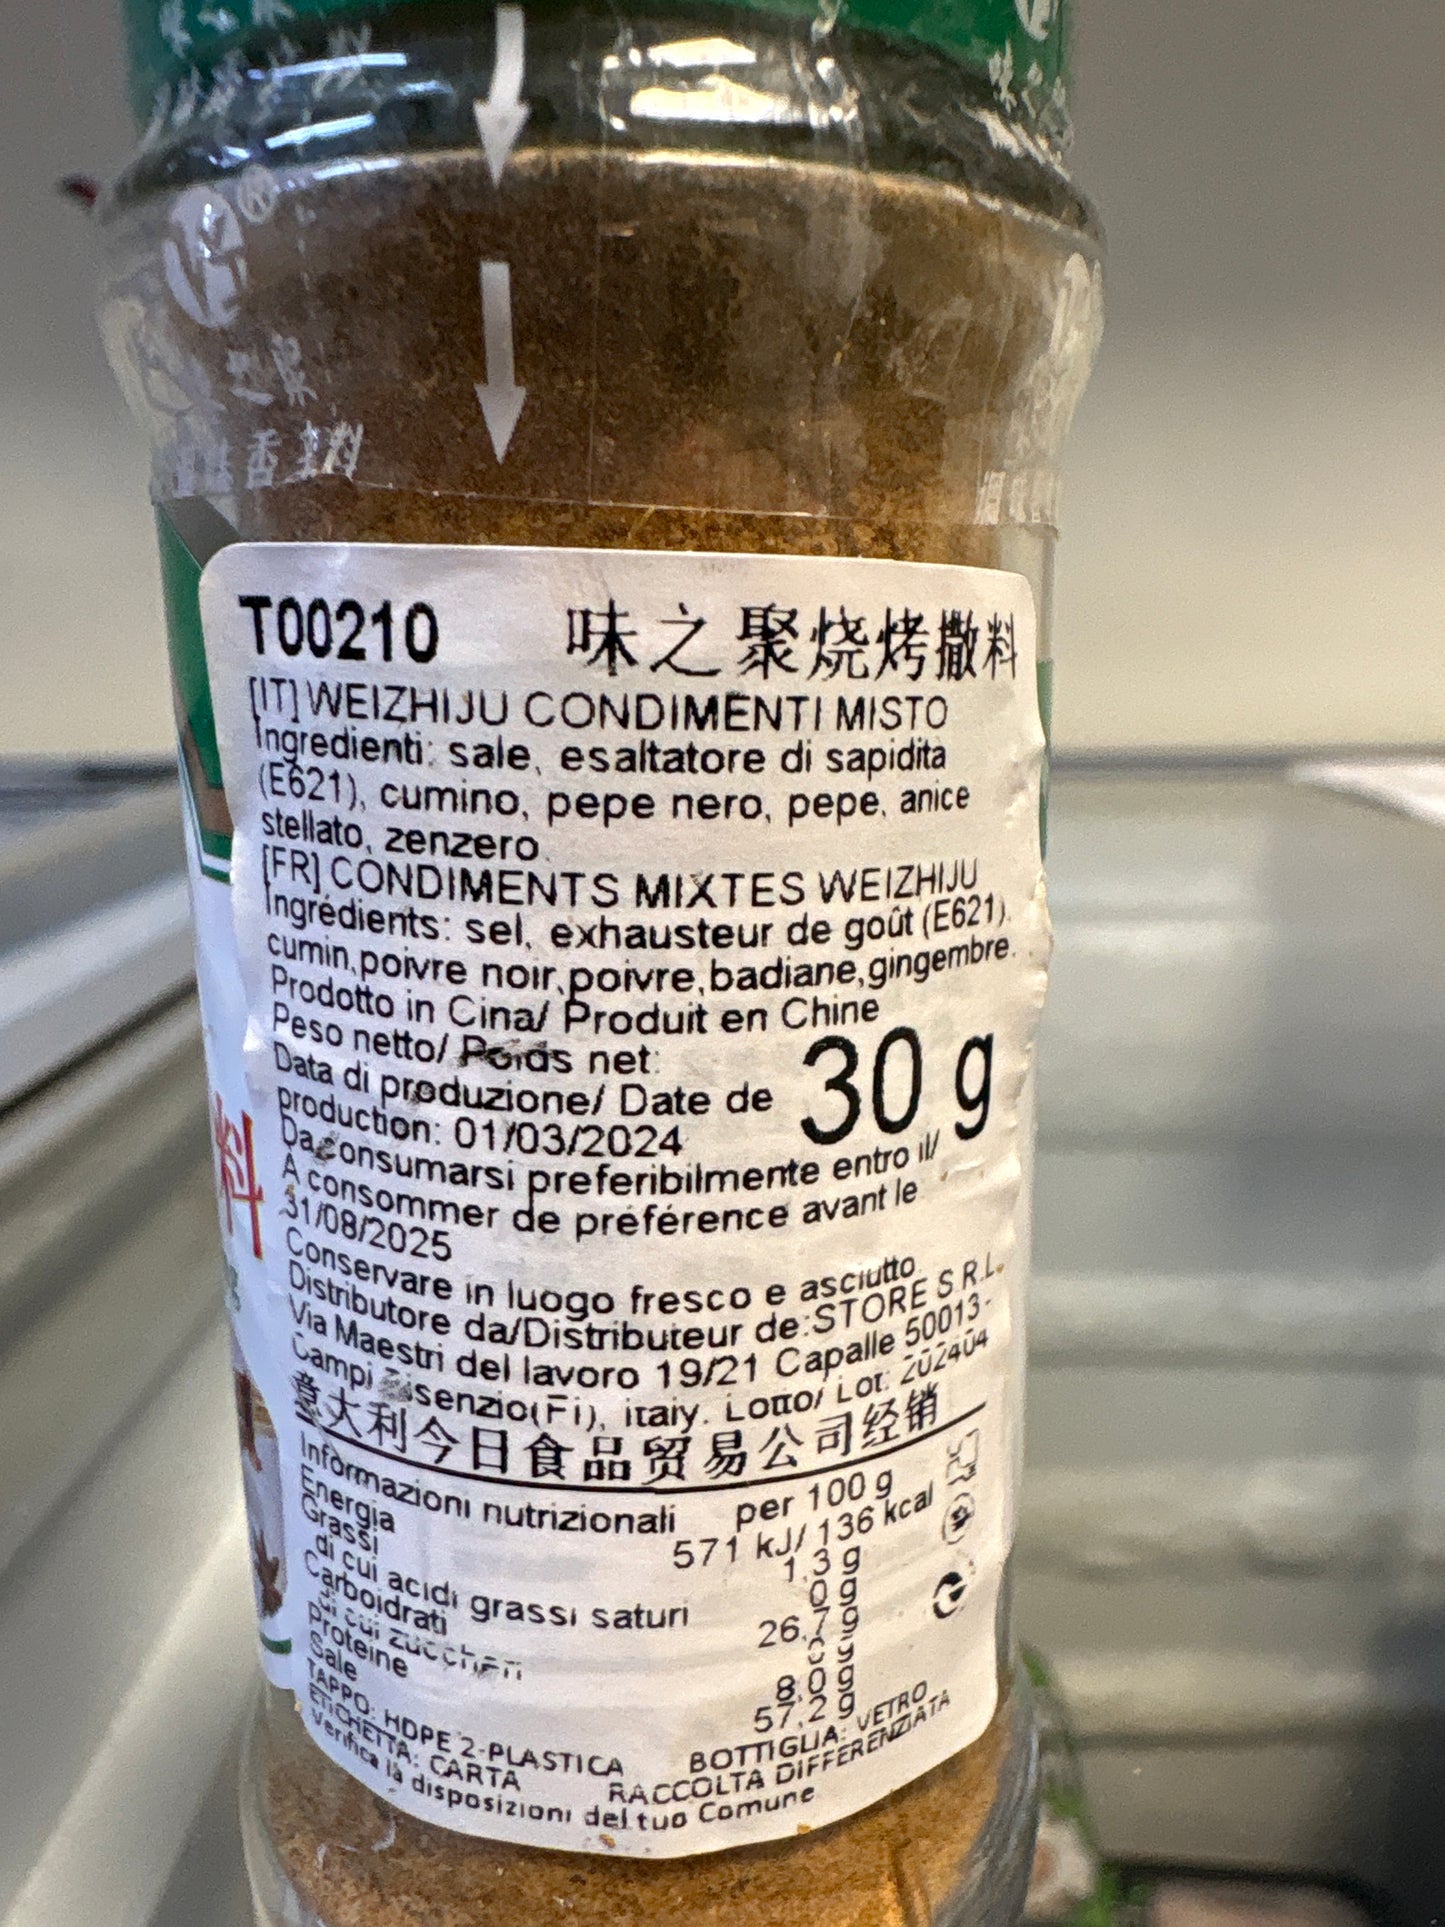 之聚
香料
T00210 味之聚烧烤撒料
[IT] WEIZHIJU CONDIMENTI MISTO
Ingredienti: sale, esaltatore di sapidita
(E621), cumino, pepe nero, pepe, anice
stellato, zenzero.
[FR] CONDIMENTS MIXTES WEIZHIJU
Ingrédients: sel, exhausteur de goût (E621),
cumin,poivre noir,poivre,badiane,gingembre.
Prodotto in Cina/ Produit en Chine
Peso netto/ Poids net:
30 g
Data di produzione/ Date de
production: 01/03/2024
Da consumarsi preferibilmente entro il/
A consommer de préférence avant le
31/08/2025
Conservare in luogo fresco e asciutto
Distributore da/Distributeur de:STORE S.R.L.
Via Maestri del lavoro 19/21 Capalle 50013-
Campi Bisenzio(Fi), italy. Lotto/ Lot: 202404
意大利今日食品贸易公司经销
Informazioni nutrizionali per 100 g
Energia 571 kJ/ 136 kcal
Grassi 1,3 g
di cui acidi grassi saturi 0 g
Carboidrati 26,7 g
di cui zuccheri 0 g
Proteine 8,0 g
Sale 57,2 g
TAPPO: HDPE 2-PLASTICA BOTTIGLIA: VETRO
ETICHETTA: CARTA RACCOLTA DIFFERENZIATA
Verifica la disposizioni del tuo Comune
料